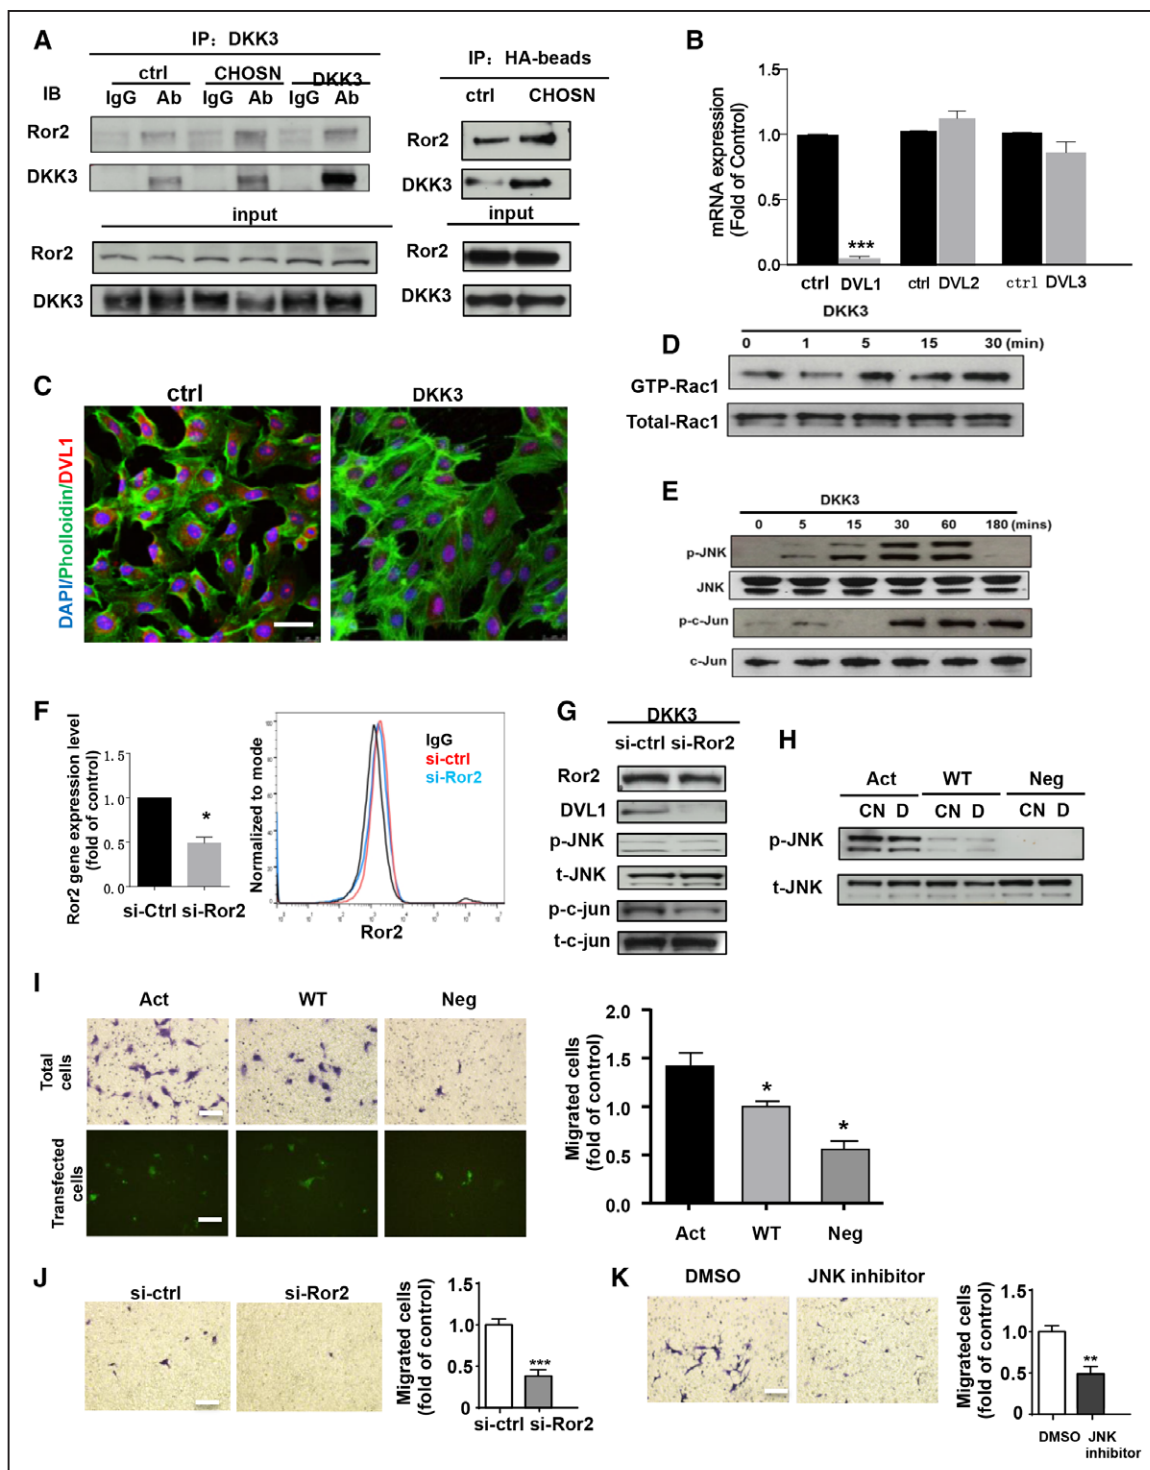 A
IP: DKK3
ctrl CHOSN DKK3
IB IgG Ab IgG Ab IgG Ab
Ror2
DKK3
input
Ror2
DKK3
IP: HA-beads
ctrl CHOSN
Ror2
DKK3
input
Ror2
DKK3
B
mRNA expression
(Fold of Control)
1.5
1.0
0.5
0.0
***
ctrl DVL1 ctrl DVL2 ctrl DVL3
C
ctrl DKK3
DAPI/Pholloidin/DVL1
D
DKK3
0 1 5 15 30 (min)
GTP-Rac1
Total-Rac1
E
DKK3
0 5 15 30 60 180 (mins)
p-JNK
JNK
p-c-Jun
c-Jun
F
Ror2 gene expression level
(fold of control)
1.5
1.0
0.5
0.0
*
si-Ctrl si-Ror2
Normalized to mode
IgG
si-ctrl
si-Ror2
Ror2
G
DKK3
si-ctrl si-Ror2
Ror2
DVL1
p-JNK
t-JNK
p-c-jun
t-c-jun
H
Act WT Neg
CN D CN D CN D
p-JNK
t-JNK
I
Act WT Neg
Total
cells
Transfected
cells
Migrated cells
(fold of control)
2.0
1.5
1.0
0.5
0.0
*
*
Act WT Neg
J
si-ctrl si-Ror2
Migrated cells
(fold of control)
1.5
1.0
0.5
0
***
si-ctrl si-Ror2
K
DMSO JNK inhibitor
Migrated cells
(fold of control)
1.5
1.0
0.5
0
**
DMSO JNK
inhibitor